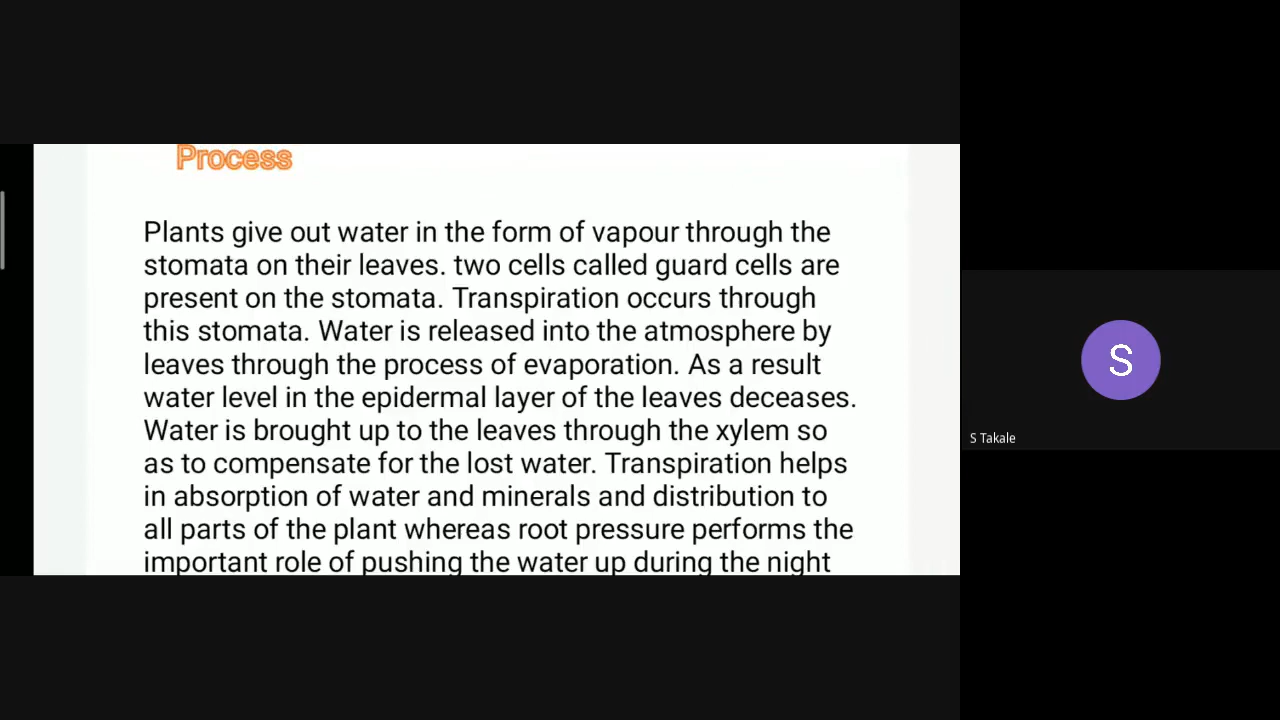 Process
Plants give out water in the form of vapour through the
stomata on their leaves. two cells called guard cells are
present on the stomata. Transpiration occurs through
this stomata. Water is released into the atmosphere by
leaves through the process of evaporation. As a result
water level in the epidermal layer of the leaves deceases.
Water is brought up to the leaves through the xylem so
as to compensate for the lost water. Transpiration helps
in absorption of water and minerals and distribution to
all parts of the plant whereas root pressure performs the
important role of pushing the water up during the night
S
S Takale